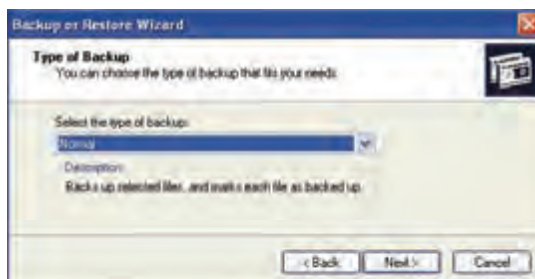 Backup or Restore Wizard
Type of Backup
You can choose the type of backup that fits your needs.
Select the type of backup:
Normal
Description:
Backs up selected files, and marks each file as backed up.
< Back Next > Cancel